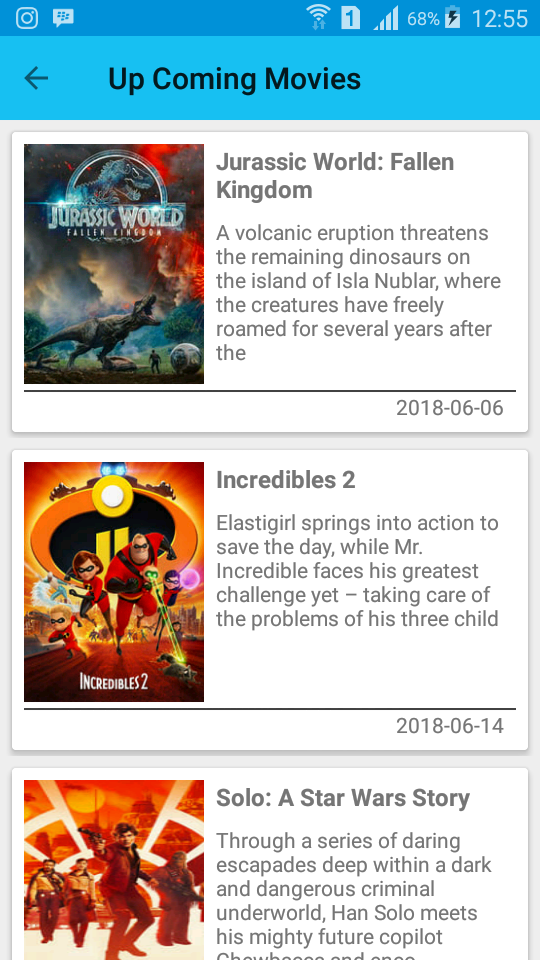 1 68% 12:55
Up Coming Movies
JURASSIC WORLD
FALLEN KINGDOM
Jurassic World: Fallen
Kingdom
A volcanic eruption threatens
the remaining dinosaurs on
the island of Isla Nublar, where
the creatures have freely
roamed for several years after
the
2018-06-06
INCREDIBLES 2
Incredibles 2
Elastigirl springs into action to
save the day, while Mr.
Incredible faces his greatest
challenge yet – taking care of
the problems of his three child
2018-06-14
Solo: A Star Wars Story
Through a series of daring
escapades deep within a dark
and dangerous criminal
underworld, Han Solo meets
his mighty future copilot
Chewbacca and